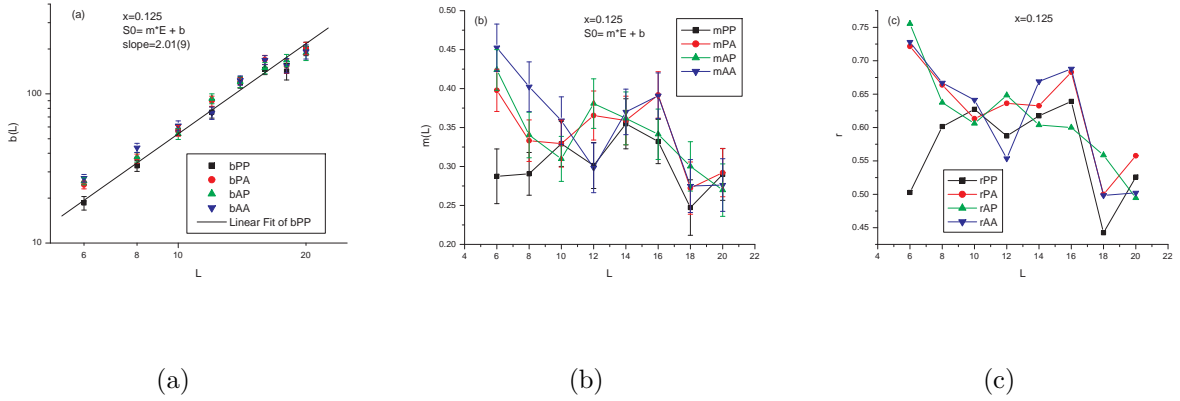 (a)
x=0.125
S0= m*E + b
slope=2.01(9)
100
10
b(L)
6
8
10
20
L
bPP
bPA
bAP
bAA
Linear Fit of bPP
(b)
x=0.125
S0= m*E + b
mPP
mPA
mAP
mAA
0.45
0.40
0.35
0.30
0.25
0.20
m(L)
4 6 8 10 12 14 16 18 20 22
L
(c)
x=0.125
0.75
0.70
0.65
0.60
0.55
0.50
0.45
r
rPP
rPA
rAP
rAA
4 6 8 10 12 14 16 18 20 22
L
(a)
(b)
(c)